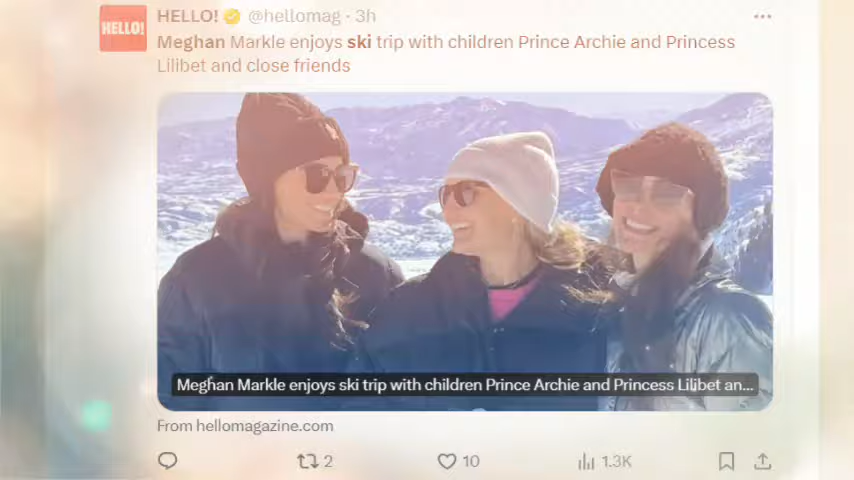 HELLO!
HELLO! @hellomag · 3h
Meghan Markle enjoys ski trip with children Prince Archie and Princess
Lilibet and close friends
Meghan Markle enjoys ski trip with children Prince Archie and Princess Lilibet an...
From hellomagazine.com
2 10 1.3K